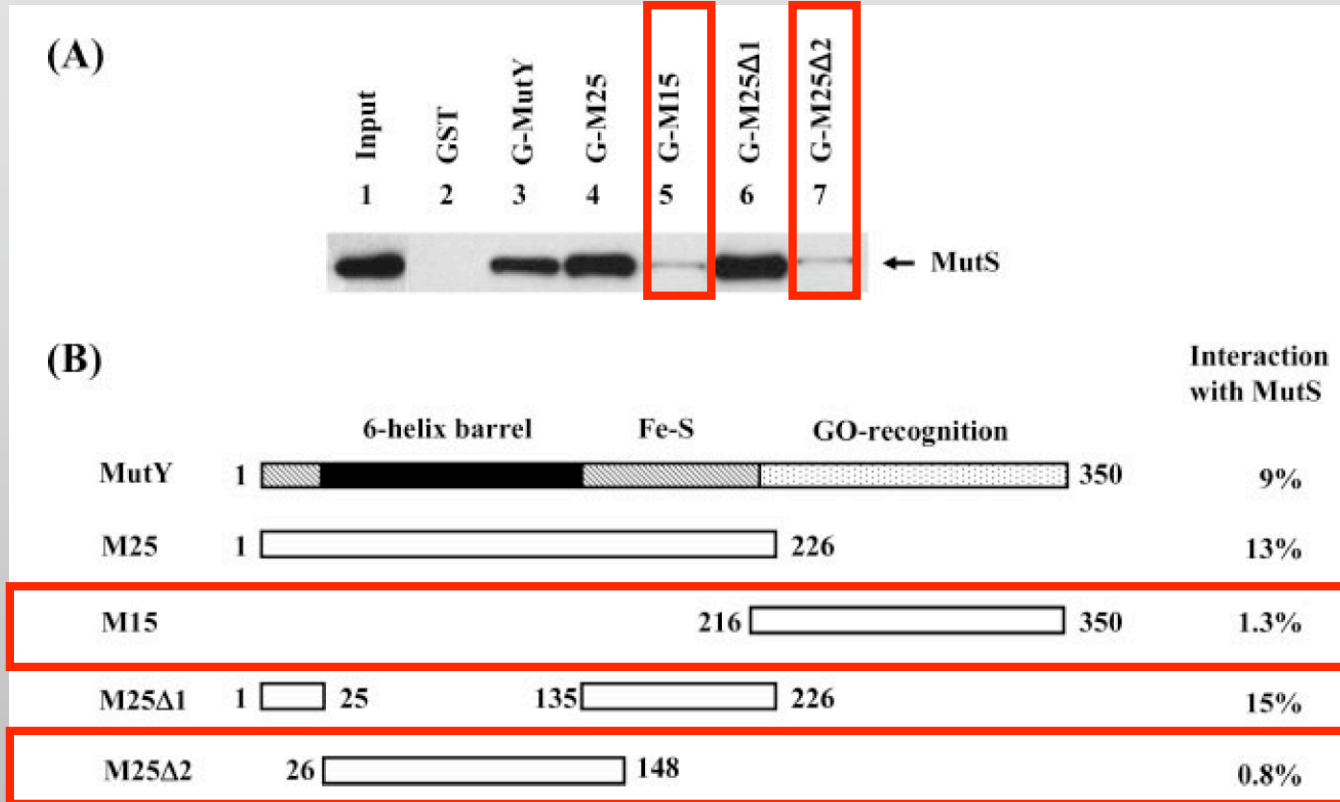 (A)
Input
GST
G-MutY
G-M25
G-M15
G-M25Δ1
G-M25Δ2
1 2 3 4 5 6 7
← MutS
(B)
Interaction
with MutS
6-helix barrel Fe-S GO-recognition
MutY 1 350 9%
M25 1 226 13%
M15 216 350 1.3%
M25Δ1 1 25 135 226 15%
M25Δ2 26 148 0.8%